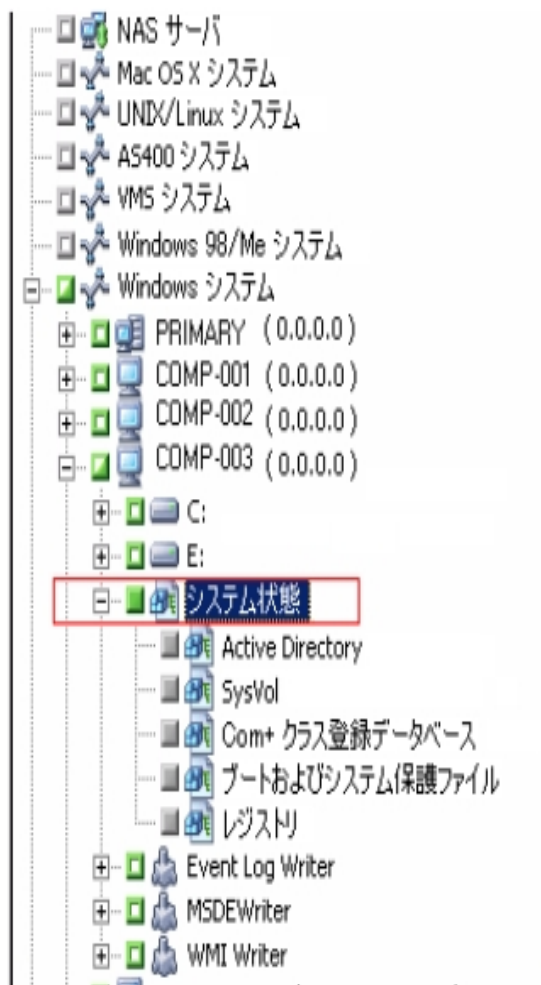 NAS サーバ
Mac OS X システム
UNIX/Linux システム
AS400 システム
VMS システム
Windows 98/Me システム
Windows システム
PRIMARY (0.0.0.0)
COMP-001 (0.0.0.0)
COMP-002 (0.0.0.0)
COMP-003 (0.0.0.0)
C:
E:
システム状態
Active Directory
SysVol
Com+ クラス登録データベース
ブートおよびシステム保護ファイル
レジストリ
Event Log Writer
MSDEWriter
WMI Writer